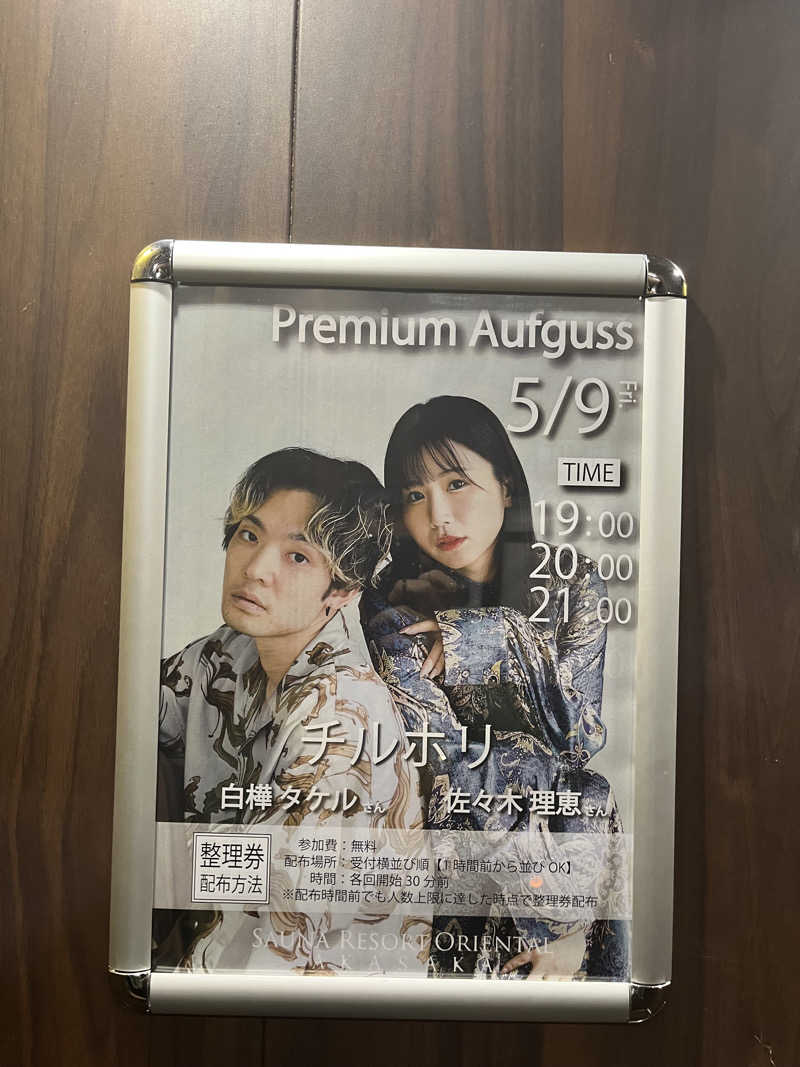 Premium Aufguss
5/9 Fri.
TIME
19:00
20:00
21:00
チルホリ
白樺 タケルさん
佐々木 理恵さん
整理券
配布方法
参加費：無料
配布場所：受付横並び順【1時間前から並びOK】
時間：各回開始30分前
※配布時間前でも人数上限に達した時点で整理券配布
SAUNA RESORT ORIENTAL
AKASAKA